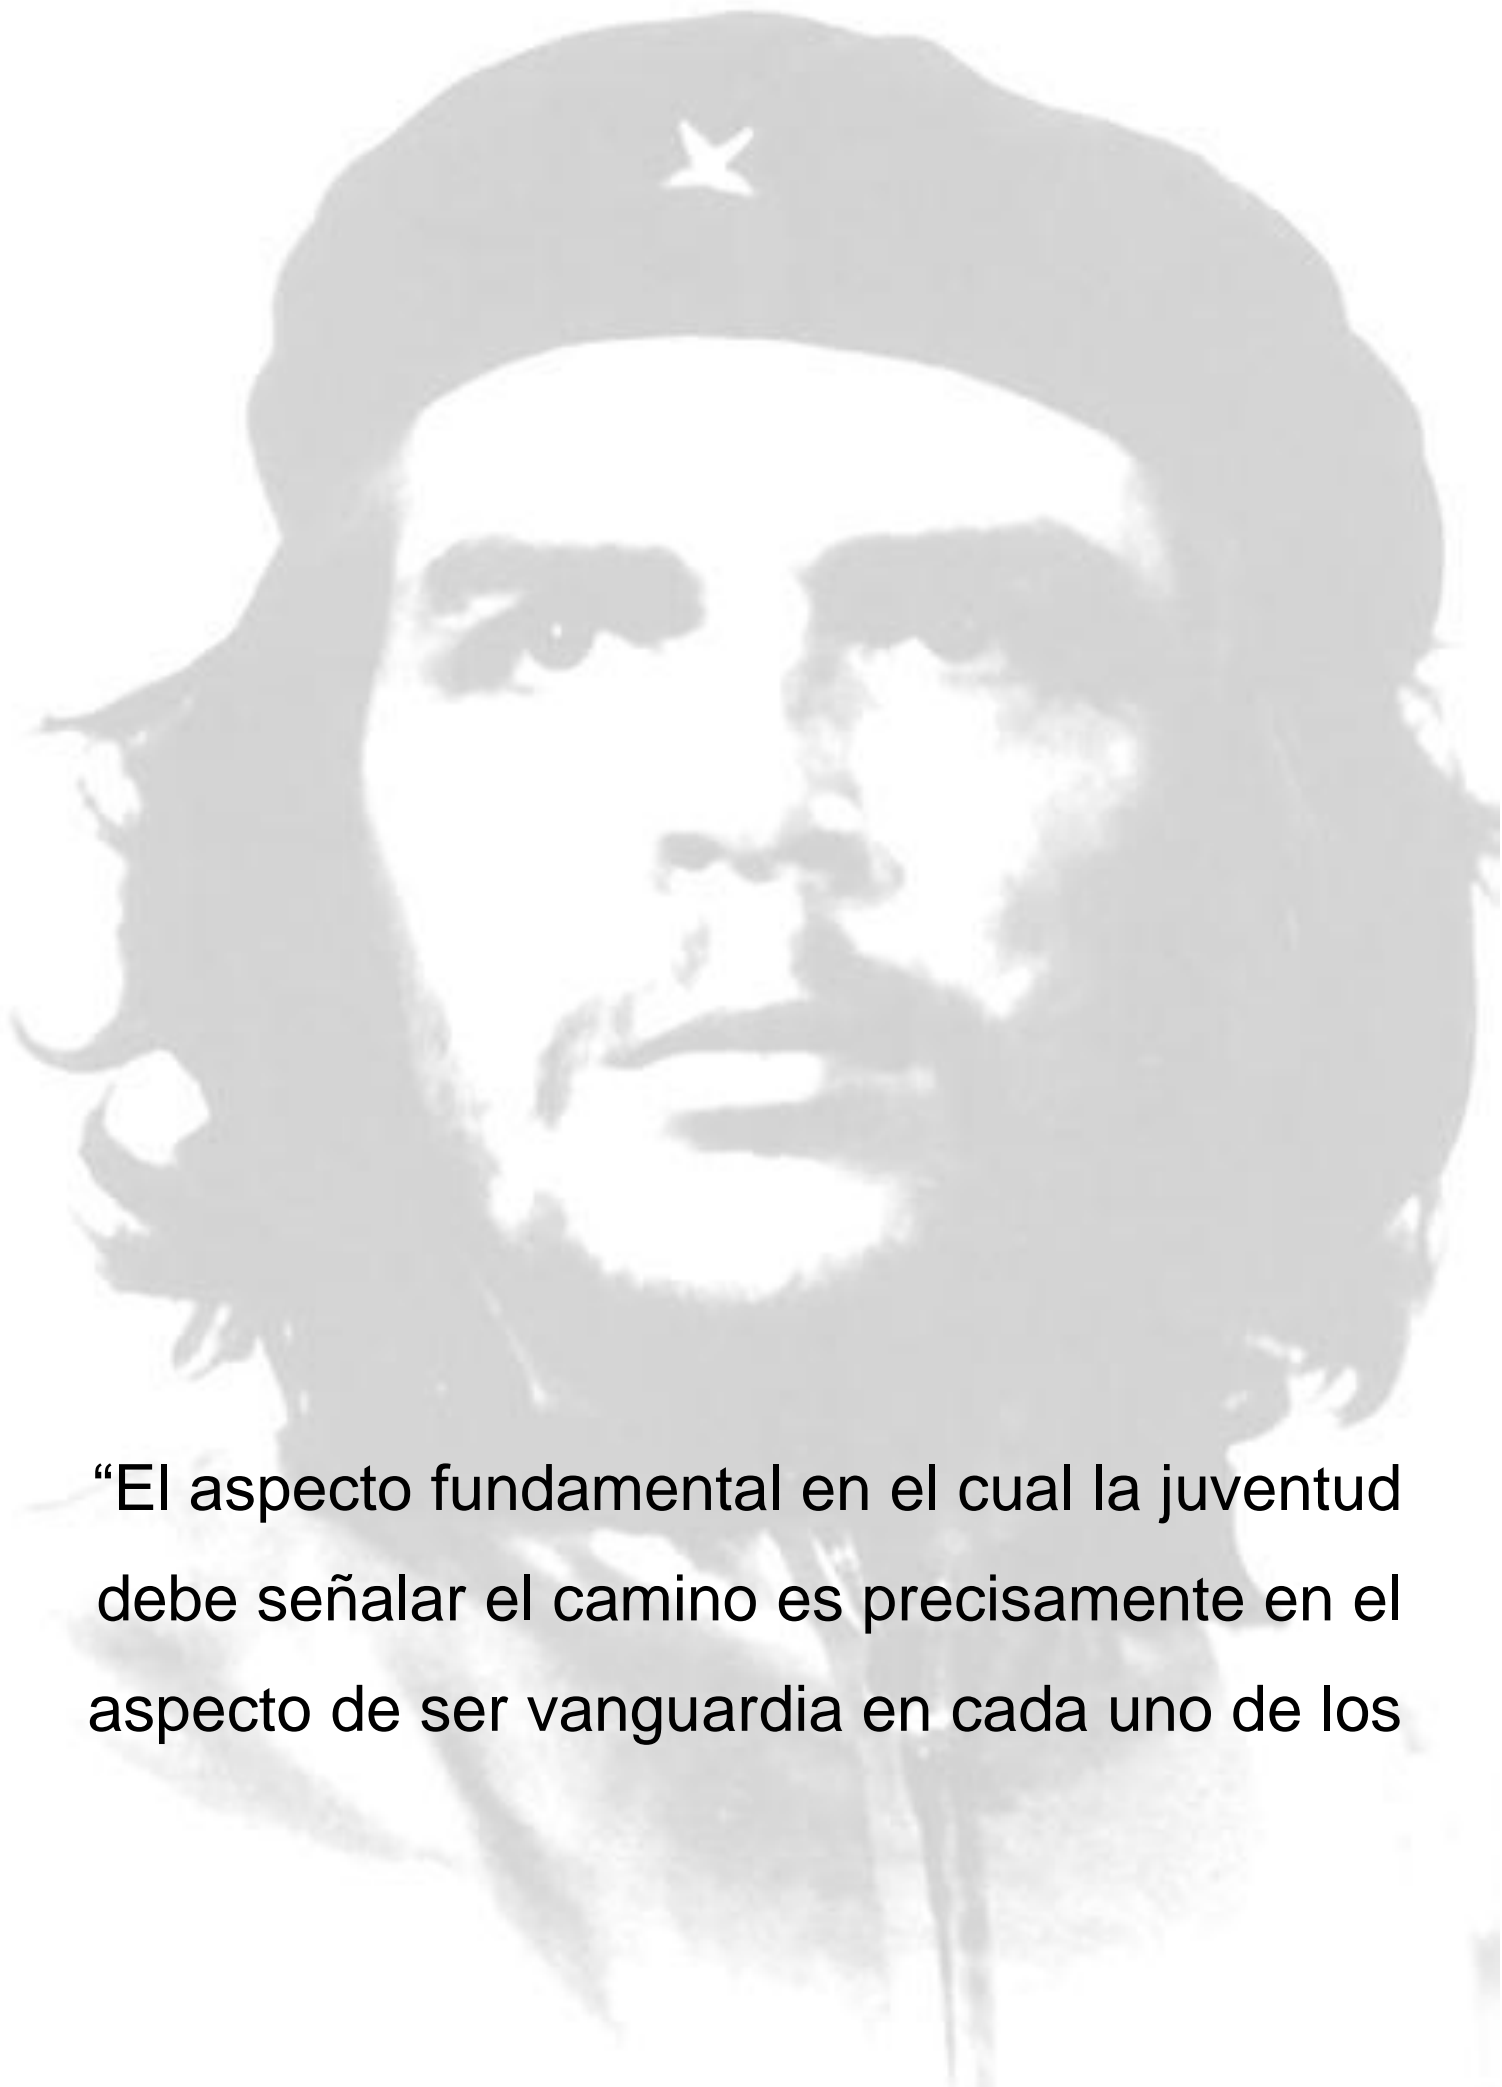 “El aspecto fundamental en el cual la juventud
debe señalar el camino es precisamente en el
aspecto de ser vanguardia en cada uno de los